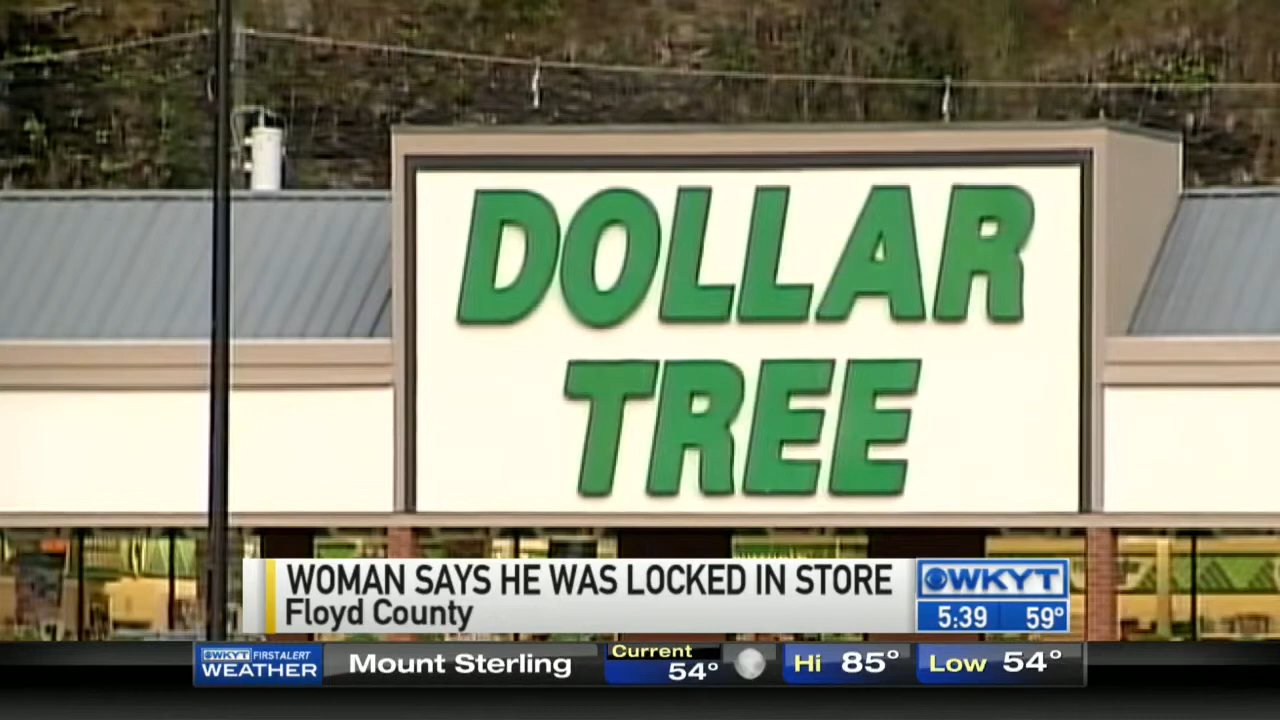 DOLLAR
TREE
WOMAN SAYS HE WAS LOCKED IN STORE
Floyd County
WKYT
5:39 59°
WKYT FIRSTALERT
WEATHER
Mount Sterling
Current
54°
Hi 85°
Low 54°